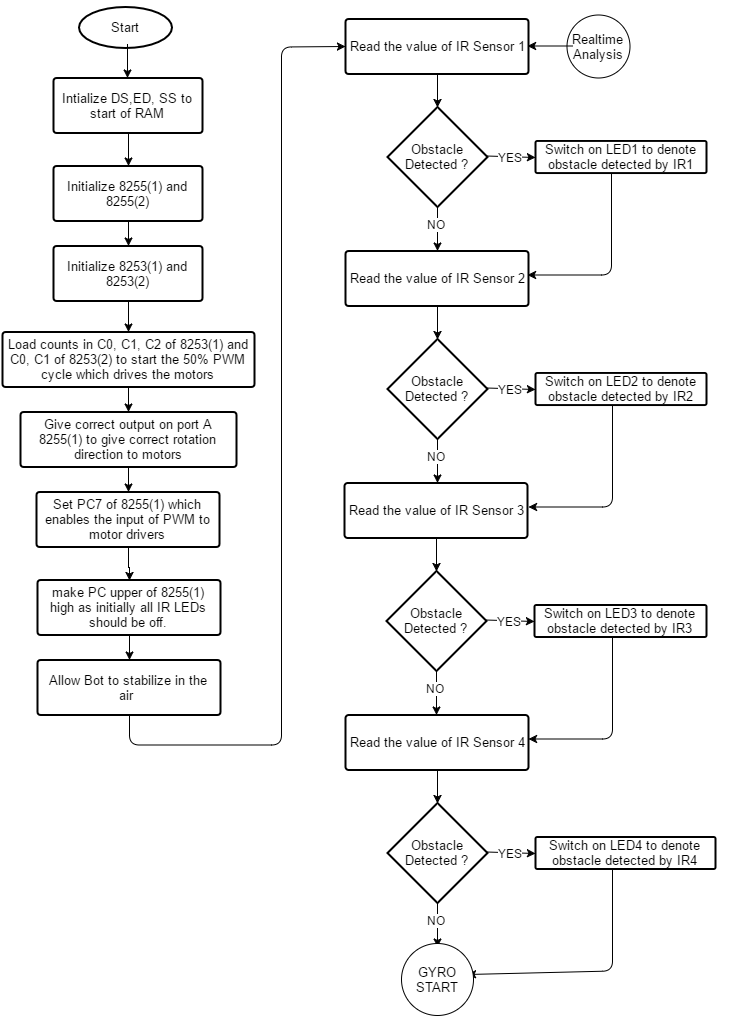 Start
Intialize DS,ED, SS to
start of RAM
Initialize 8255(1) and
8255(2)
Initialize 8253(1) and
8253(2)
Load counts in C0, C1, C2 of 8253(1) and
C0, C1 of 8253(2) to start the 50% PWM
cycle which drives the motors
Give correct output on port A
8255(1) to give correct rotation
direction to motors
Set PC7 of 8255(1) which
enables the input of PWM to
motor drivers
make PC upper of 8255(1)
high as initially all IR LEDs
should be off.
Allow Bot to stabilize in the
air
Read the value of IR Sensor 1
Realtime
Analysis
Obstacle
Detected ?
YES
Switch on LED1 to denote
obstacle detected by IR1
NO
Read the value of IR Sensor 2
Obstacle
Detected ?
YES
Switch on LED2 to denote
obstacle detected by IR2
NO
Read the value of IR Sensor 3
Obstacle
Detected ?
YES
Switch on LED3 to denote
obstacle detected by IR3
NO
Read the value of IR Sensor 4
Obstacle
Detected ?
YES
Switch on LED4 to denote
obstacle detected by IR4
NO
GYRO
START